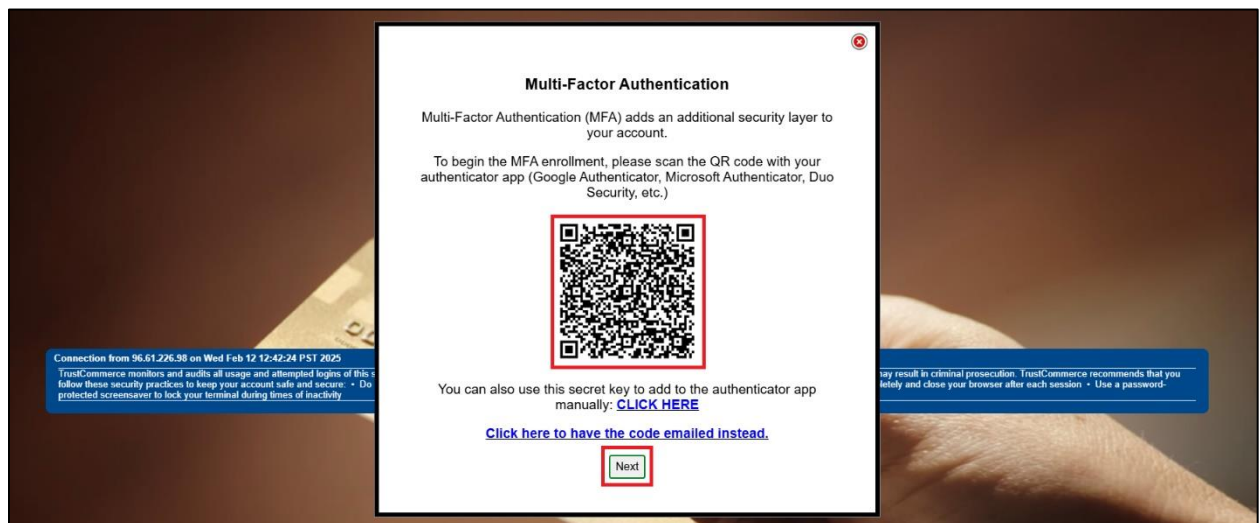 Multi-Factor Authentication
Multi-Factor Authentication (MFA) adds an additional security layer to
your account.
To begin the MFA enrollment, please scan the QR code with your
authenticator app (Google Authenticator, Microsoft Authenticator, Duo
Security, etc.)
Connection from 96.61.226.98 on Wed Feb 12 12:42:24 PST 2025
TrustCommerce monitors and audits all usage and attempted logins of this
may result in criminal prosecution. TrustCommerce recommends that you
follow these security practices to keep your account safe and secure: • Do
and close your browser after each session • Use a password-
protected screensaver to lock your terminal during times of inactivity
You can also use this secret key to add to the authenticator app
manually: CLICK HERE
Click here to have the code emailed instead.
Next